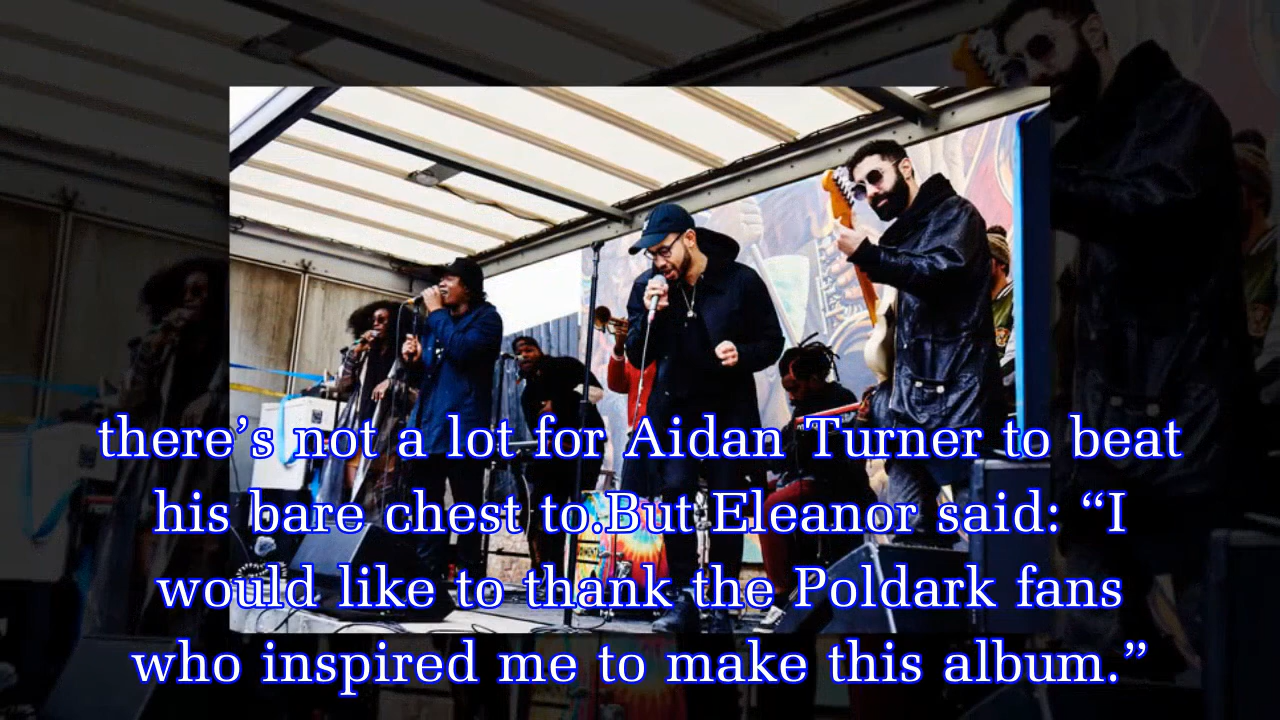 there’s not a lot for Aidan Turner to beat
his bare chest to.But Eleanor said: “I
would like to thank the Poldark fans
who inspired me to make this album.”